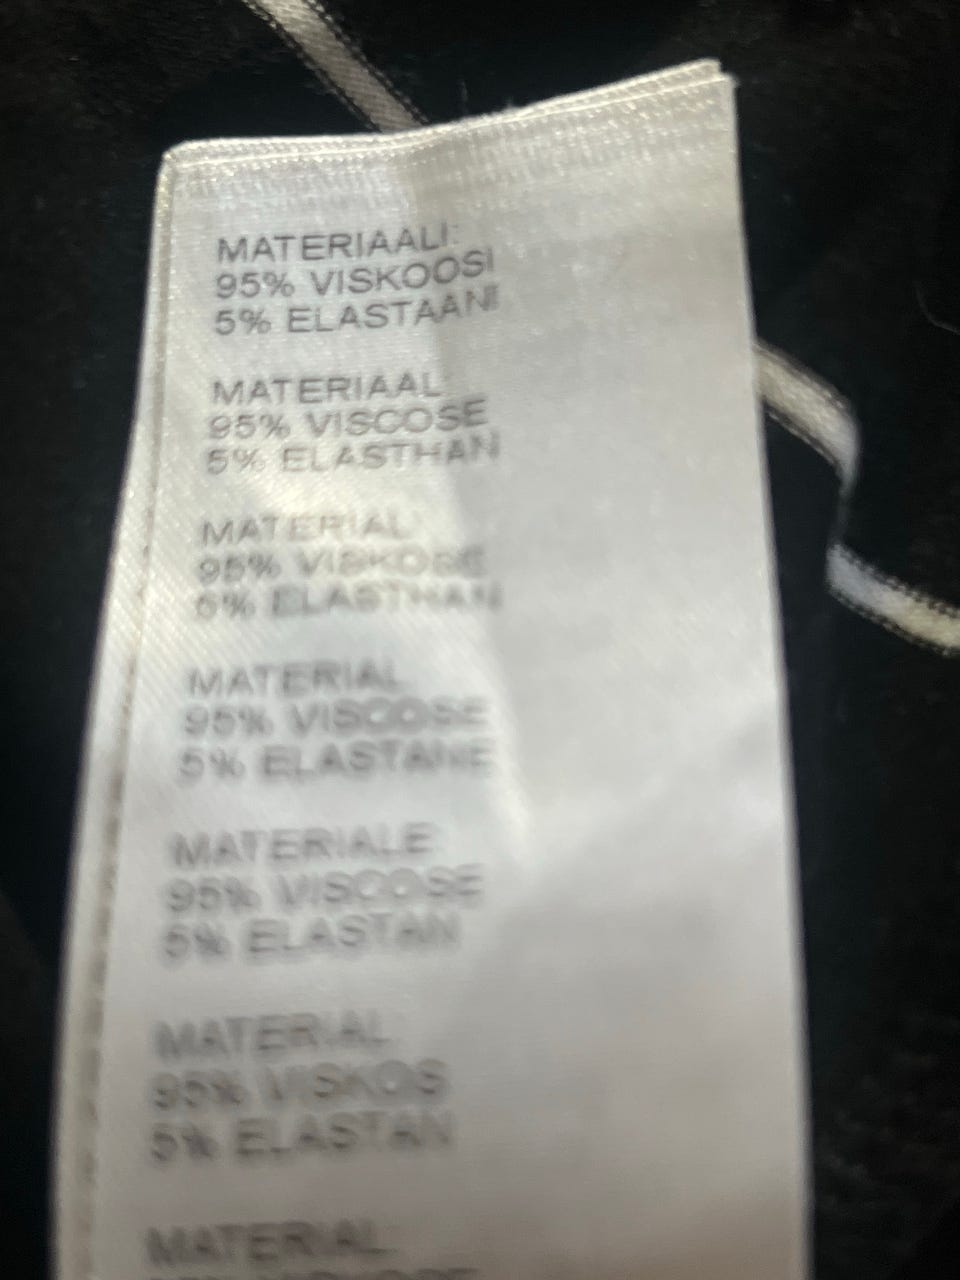 MATERIAALI:
95% VISKOOSI
5% ELASTAANI
MATERIAAL
95% VISCOSE
5% ELASTHAN
MATERIAL
95% VISKOSE
5% ELASTHAN
MATERIAL
95% VISCOSE
5% ELASTANE
MATERIALE
95% VISCOSE
5% ELASTAN
MATERIAL
95% VISKOS
5% ELASTAN
MATERIAL